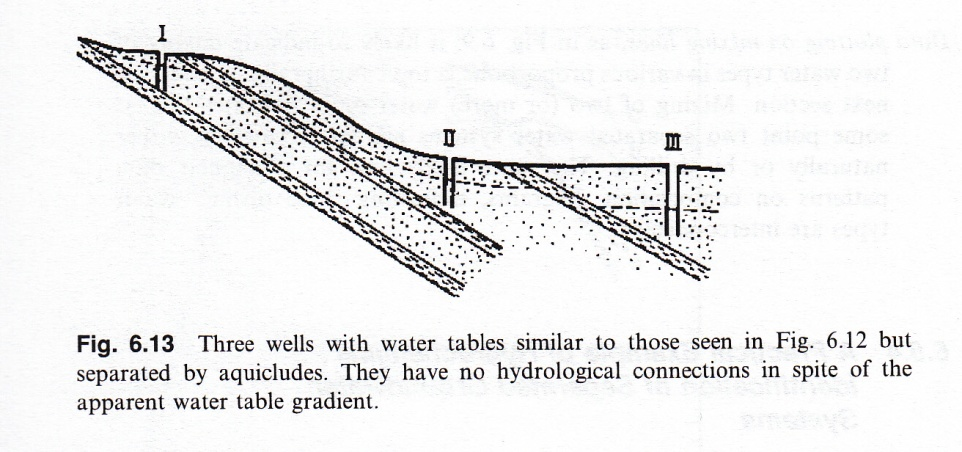 I
II
III
Fig. 6.13 Three wells with water tables similar to those seen in Fig. 6.12 but
separated by aquicludes. They have no hydrological connections in spite of the
apparent water table gradient.